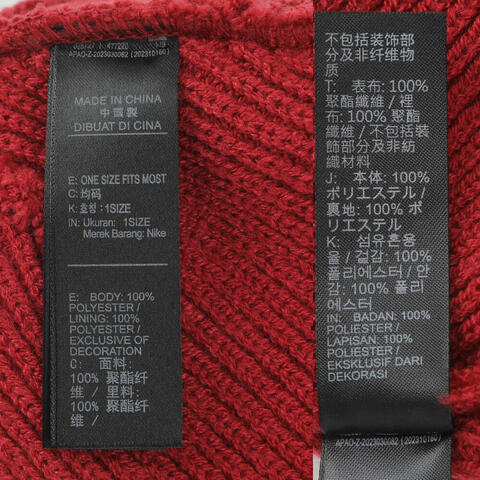 APAO-Z-2023030082 (20231016U)
MADE IN CHINA
中國製
DIBUAT DI CINA
E: ONE SIZE FITS MOST
C: 均码
K: 호칭 : 1SIZE
IN: Ukuran: 1SIZE
Merek Barang: Nike
E: BODY: 100%
POLYESTER /
LINING: 100%
POLYESTER /
EXCLUSIVE OF
DECORATION
C: 面料:
100% 聚酯纤
维 / 里料:
100% 聚酯纤
维 /
不包括装饰部
分及非纤维物
质
T: 表布: 100%
聚酯纖維 / 裡
布: 100% 聚酯
纖維 / 不包括裝
飾部分及非紡
織材料
J: 本体: 100%
ポリエステル /
裏地: 100% ポ
リエステル
K: 섬유혼용
율 / 겉감: 100%
폴리에스터 / 안
감: 100% 폴리
에스터
IN: BADAN: 100%
POLIESTER /
LAPISAN: 100%
POLIESTER /
EKSKLUSIF DARI
DEKORASI